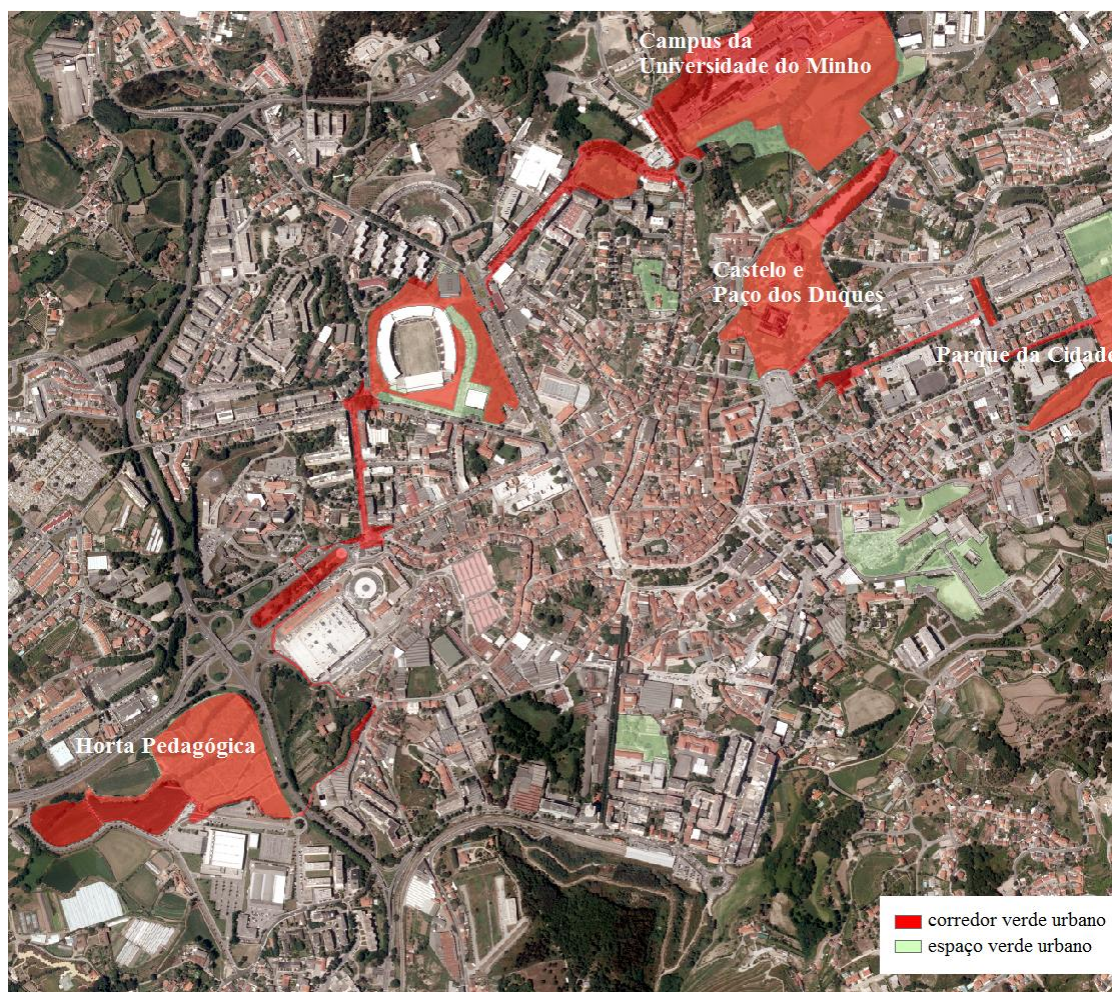 Campus da
Universidade do Minho
Castelo e
Paço dos Duques
Parque da Cidade
Horta Pedagógica
corredor verde urbano
espaço verde urbano